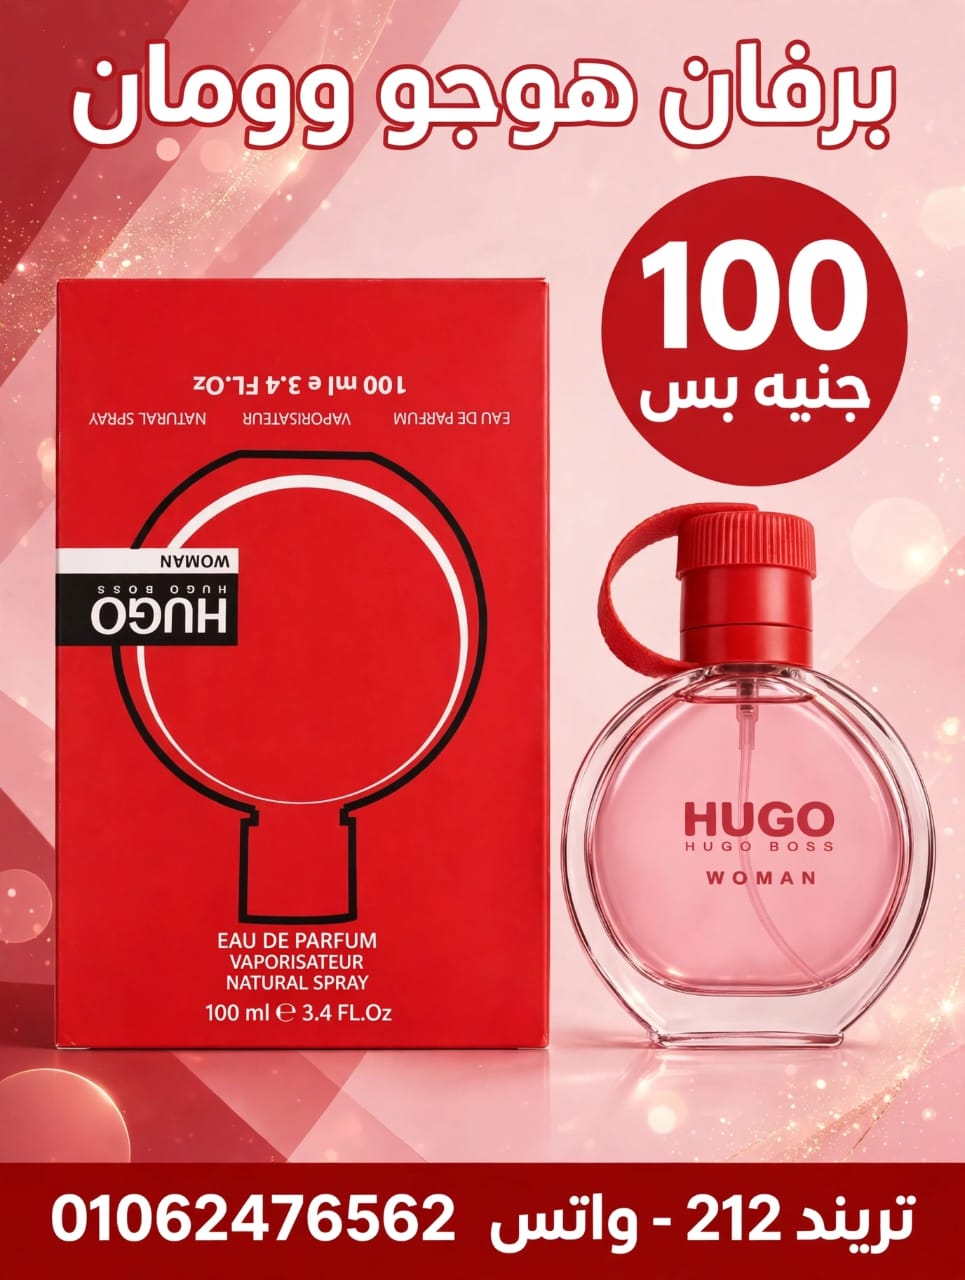 برفان هوجو وومان
100
جنيه بس
100 ml e 3.4 FL.Oz
EAU DE PARFUM VAPORISATEUR NATURAL SPRAY
WOMAN
HUGO BOSS
HUGO
EAU DE PARFUM
VAPORISATEUR
NATURAL SPRAY
100 ml e 3.4 FL.Oz
HUGO
HUGO BOSS
WOMAN
تريند 212 - واتس 01062476562